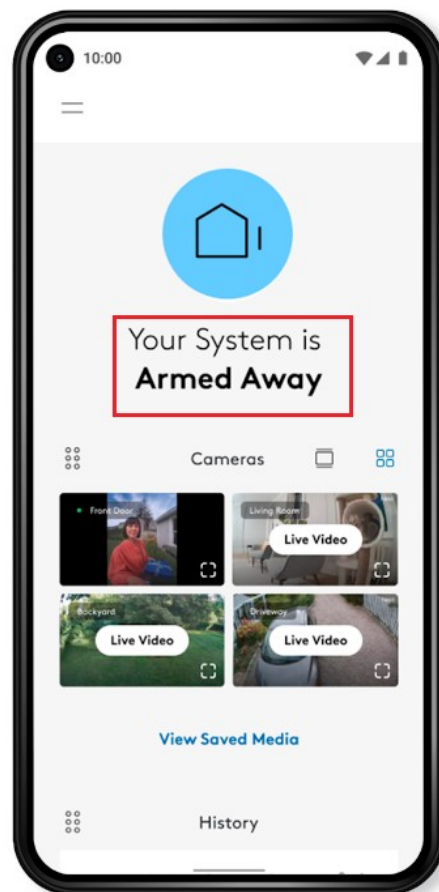 10:00
Your System is
Armed Away
Cameras
Front Door
Living Room
Live Video
Backyard
Live Video
Driveway
Live Video
View Saved Media
History